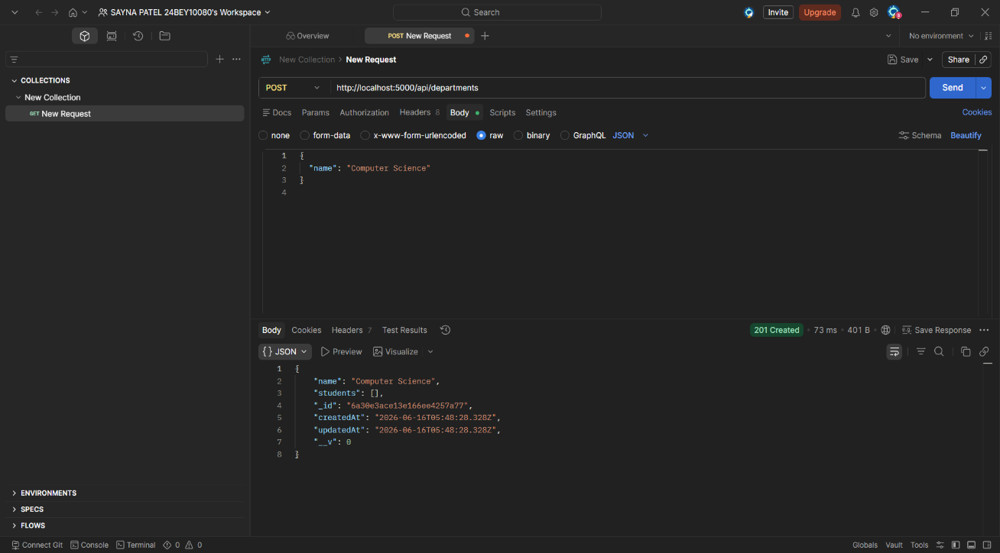 SAYNA PATEL 24BEY10080's Workspace
Search
Invite
Upgrade
Overview
POST New Request
No environment
New Collection > New Request
Save
Share
COLLECTIONS
New Collection
GET New Request
POST
http://localhost:5000/api/departments
Send
Docs Params Authorization Headers 8 Body Scripts Settings
Cookies
none form-data x-www-form-urlencoded raw binary GraphQL JSON
Schema Beautify
1 {
2 "name": "Computer Science"
3 }
4
Body Cookies Headers 7 Test Results
201 Created • 73 ms • 401 B
e.g. Save Response
{} JSON Preview Visualize
1 {
2 "name": "Computer Science",
3 "students": [],
4 "_id": "6a30e3ace13e166ee4257a77",
5 "createdAt": "2026-06-16T05:48:28.328Z",
6 "updatedAt": "2026-06-16T05:48:28.328Z",
7 "__v": 0
8 }
ENVIRONMENTS
SPECS
FLOWS
Connect Git Console Terminal 0 0
Globals Vault Tools